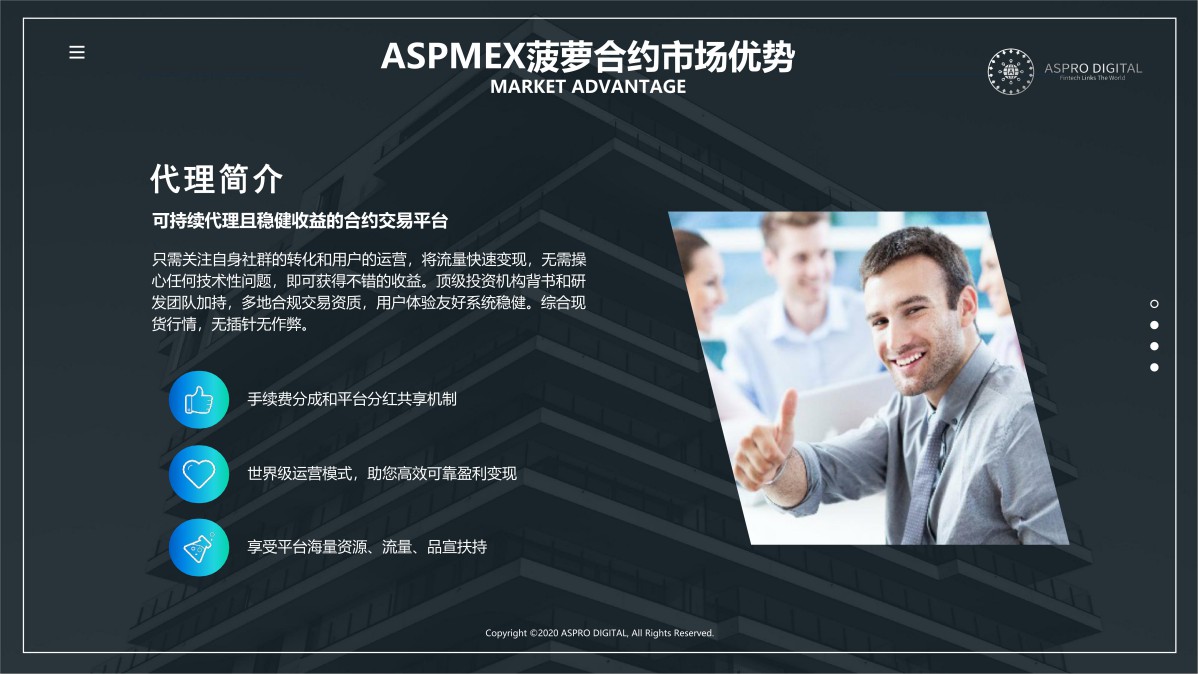 ASPMEX菠萝合约市场优势
MARKET ADVANTAGE
ASPRO DIGITAL
Fintech Links The World
代理简介
可持续代理且稳健收益的合约交易平台
只需关注自身社群的转化和用户的运营，将流量快速变现，无需操
心任何技术性问题，即可获得不错的收益。顶级投资机构背书和研
发团队加持，多地合规交易资质，用户体验友好系统稳健。综合现
货行情，无插针无作弊。
手续费分成和平台分红共享机制
世界级运营模式，助您高效可靠盈利变现
享受平台海量资源、流量、品宣扶持
Copyright ©2020 ASPRO DIGITAL, All Rights Reserved.